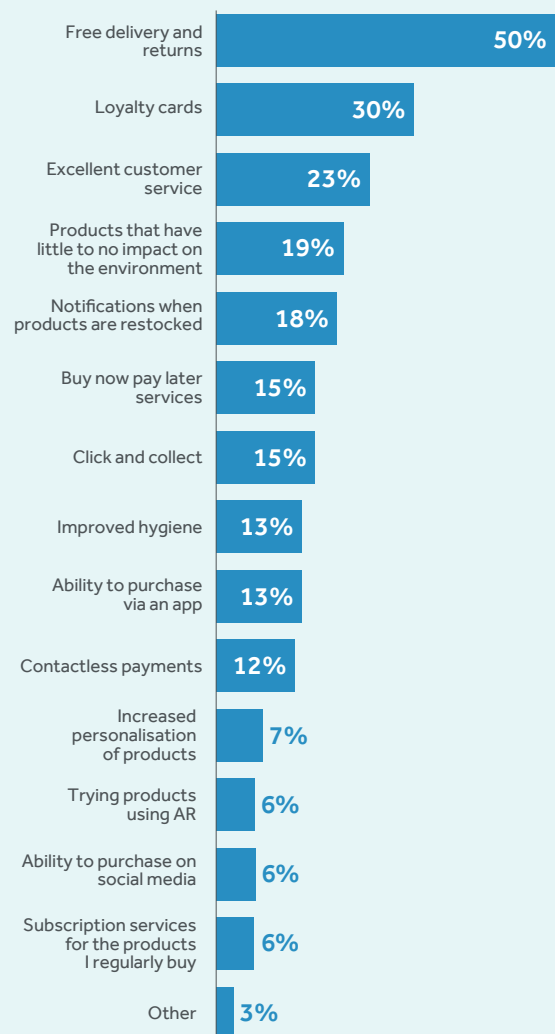 Free delivery and
returns
50%
Loyalty cards
30%
Excellent customer
service
23%
Products that have
little to no impact on
the environment
19%
Notifications when
products are restocked
18%
Buy now pay later
services
15%
Click and collect
15%
Improved hygiene
13%
Ability to purchase
via an app
13%
Contactless payments
12%
Increased
personalisation
of products
7%
Trying products
using AR
6%
Ability to purchase on
social media
6%
Subscription services
for the products
I regularly buy
6%
Other
3%